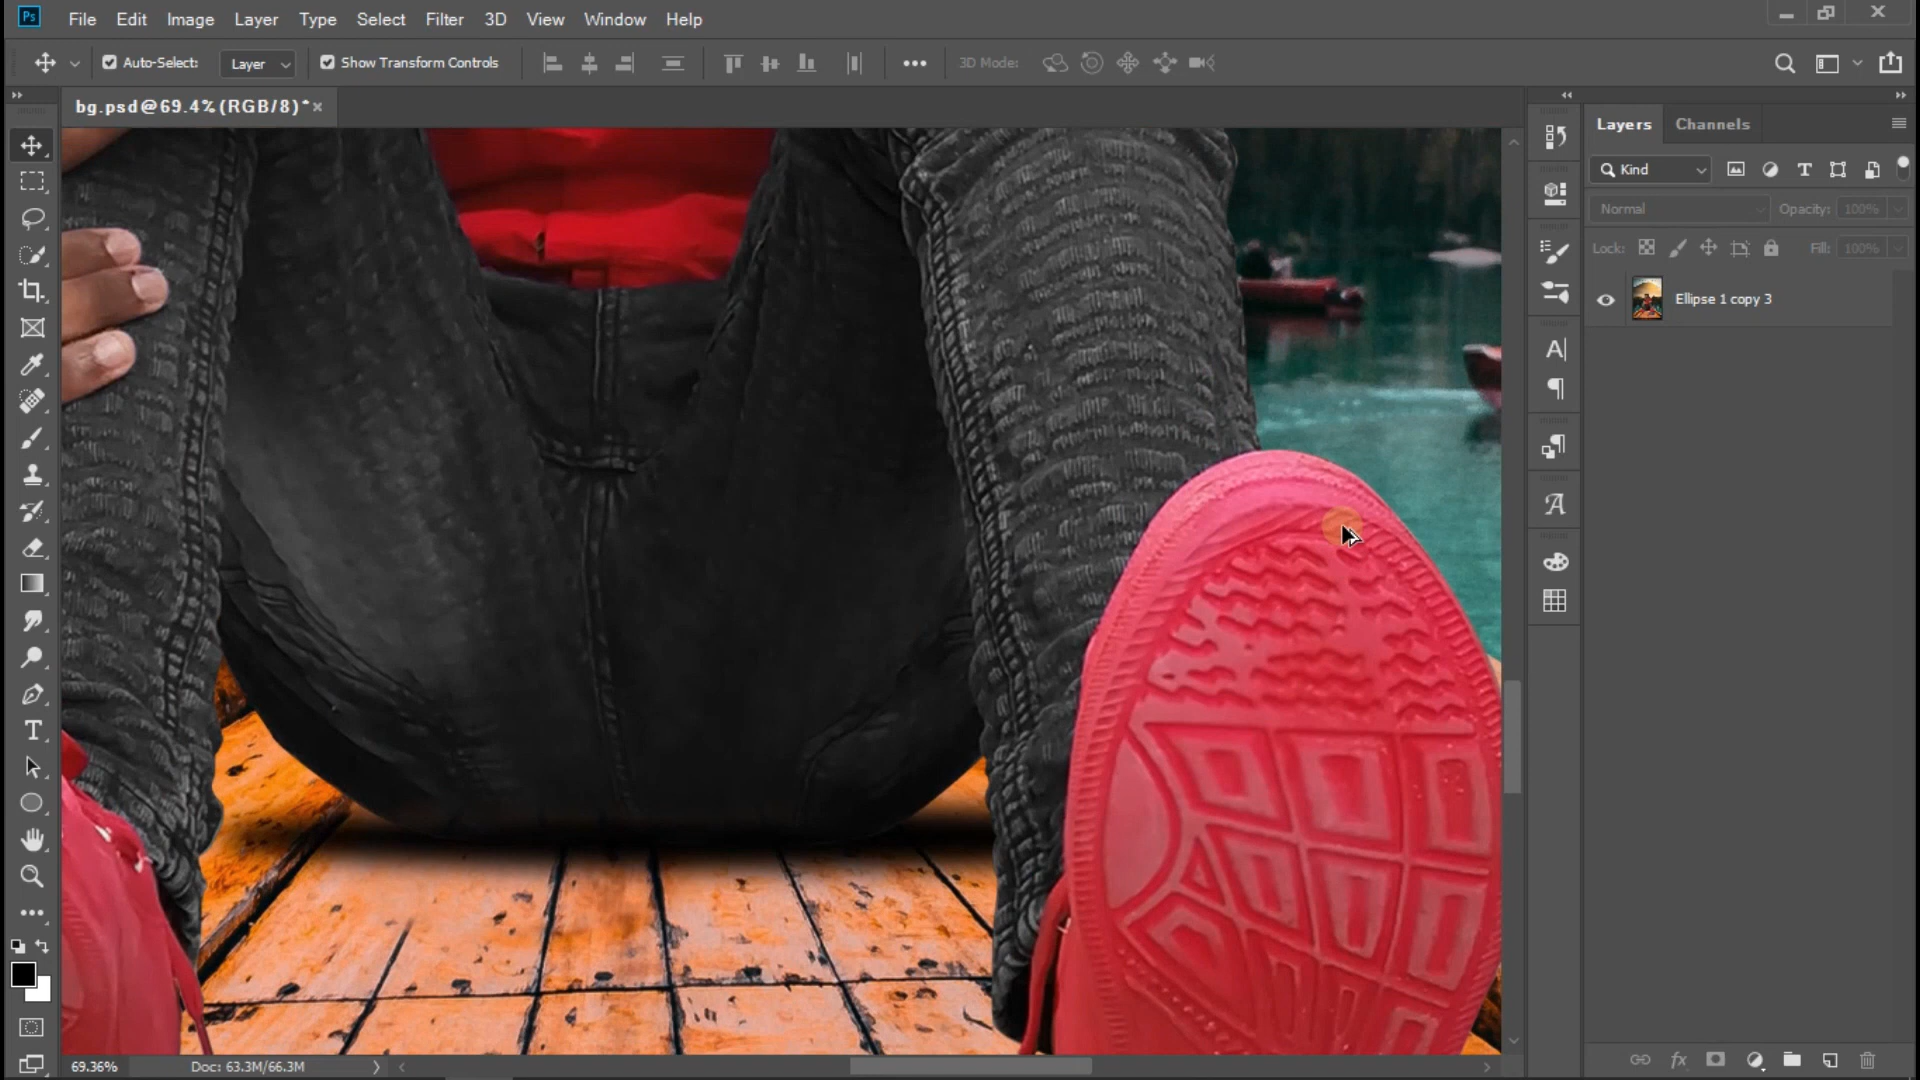 Ps File Edit Image Layer Type Select Filter 3D View Window Help
Auto-Select: Layer Show Transform Controls 3D Mode:
bg.psd@69.4%(RGB/8)*
Layers Channels
Kind
Normal Opacity: 100%
Lock: Fill: 100%
Ellipse 1 copy 3
69.36% Doc: 63.3M/66.3M